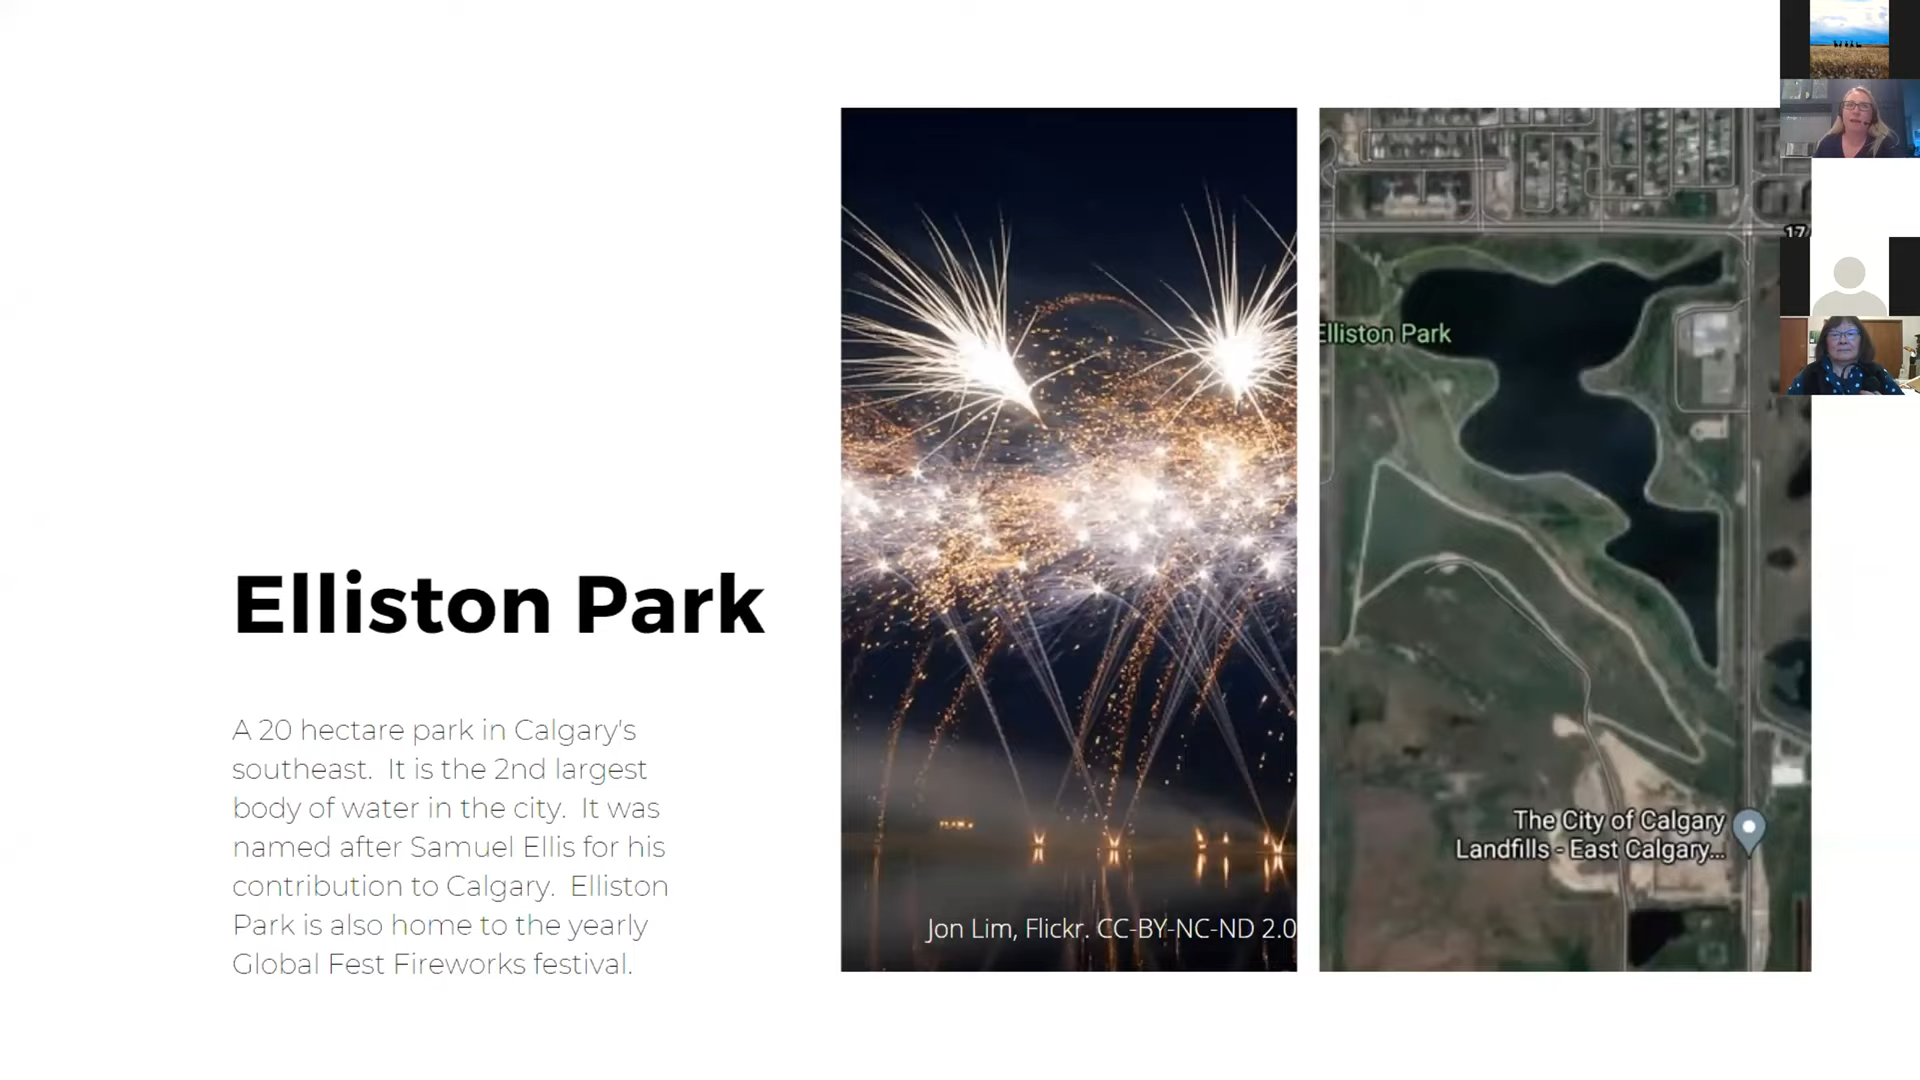 Elliston Park
A 20 hectare park in Calgary's
southeast.  It is the 2nd largest
body of water in the city.  It was
named after Samuel Ellis for his
contribution to Calgary.  Elliston
Park is also home to the yearly
Global Fest Fireworks festival.
Jon Lim, Flickr. CC-BY-NC-ND 2.0
17
Elliston Park
The City of Calgary
Landfills - East Calgary...